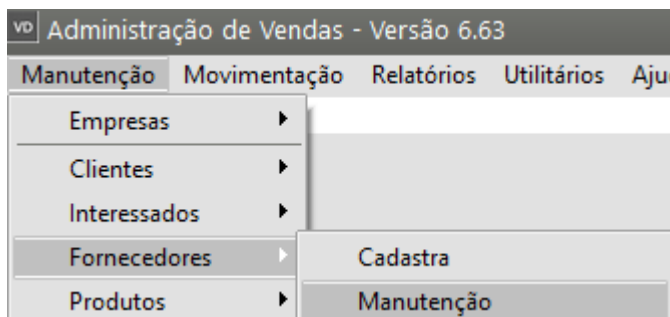 VD Administração de Vendas - Versão 6.63
Manutenção Movimentação Relatórios Utilitários
Empresas
Clientes
Interessados
Fornecedores
Cadastra
Produtos
Manutenção